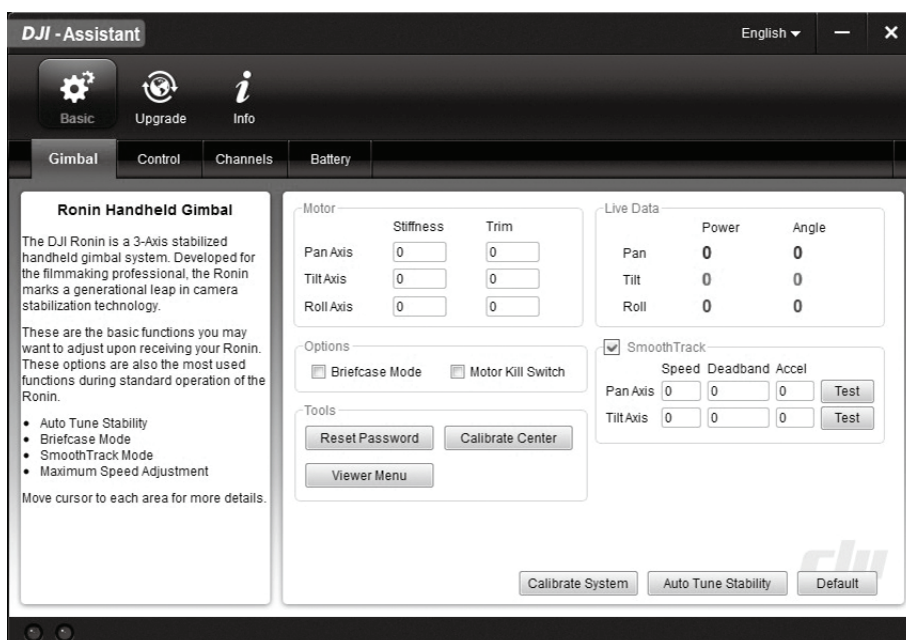 DJI - Assistant
English
Basic
Upgrade
Info
Gimbal
Control
Channels
Battery
Ronin Handheld Gimbal
The DJI Ronin is a 3-Axis stabilized
handheld gimbal system. Developed for
the filmmaking professional, the Ronin
marks a generational leap in camera
stabilization technology.
These are the basic functions you may
want to adjust upon receiving your Ronin.
These options are also the most used
functions during standard operation of the
Ronin.
• Auto Tune Stability
• Briefcase Mode
• SmoothTrack Mode
• Maximum Speed Adjustment
Move cursor to each area for more details.
Motor
Stiffness Trim
Pan Axis 0 0
Tilt Axis 0 0
Roll Axis 0 0
Options
Briefcase Mode Motor Kill Switch
Tools
Reset Password Calibrate Center
Viewer Menu
Live Data
Power Angle
Pan 0 0
Tilt 0 0
Roll 0 0
SmoothTrack
Speed Deadband Accel
Pan Axis 0 0 0 Test
Tilt Axis 0 0 0 Test
dji
Calibrate System Auto Tune Stability Default